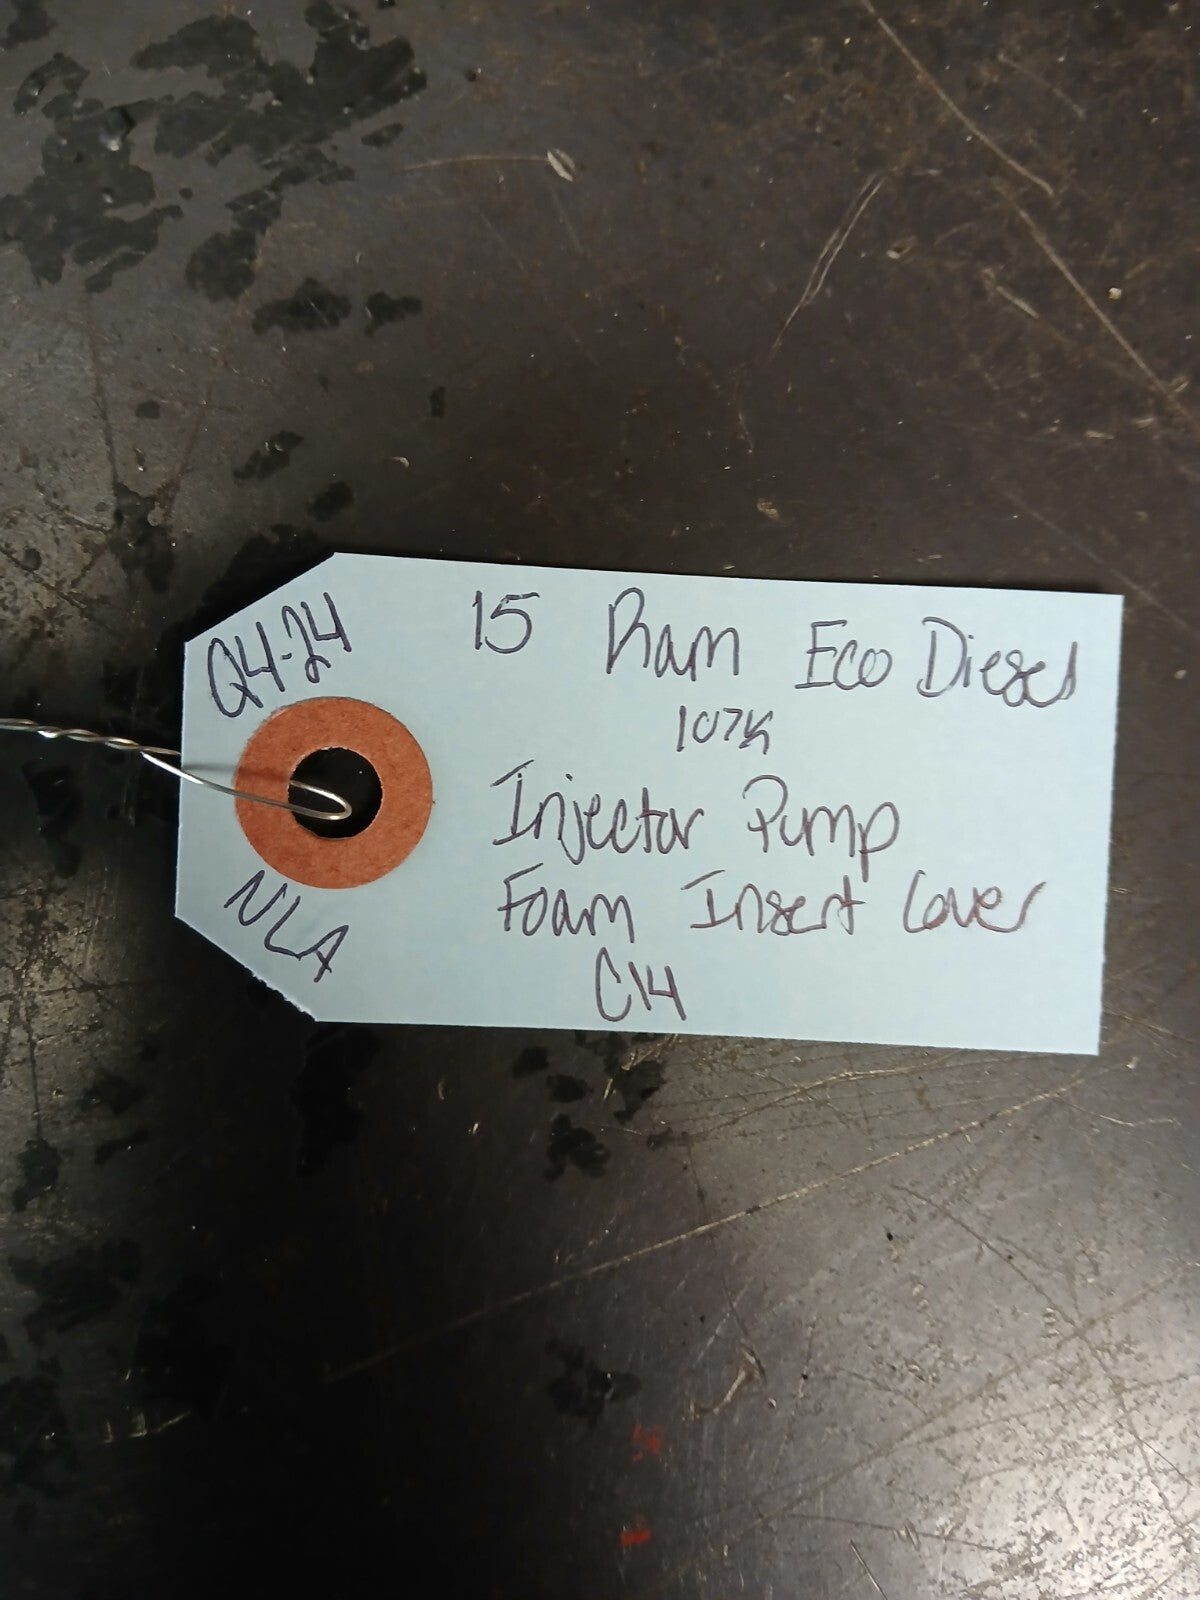 Q4-24
15 Ram Eco Diesel
107K
Injector Pump
Foam Insert Cover
C14
NLA